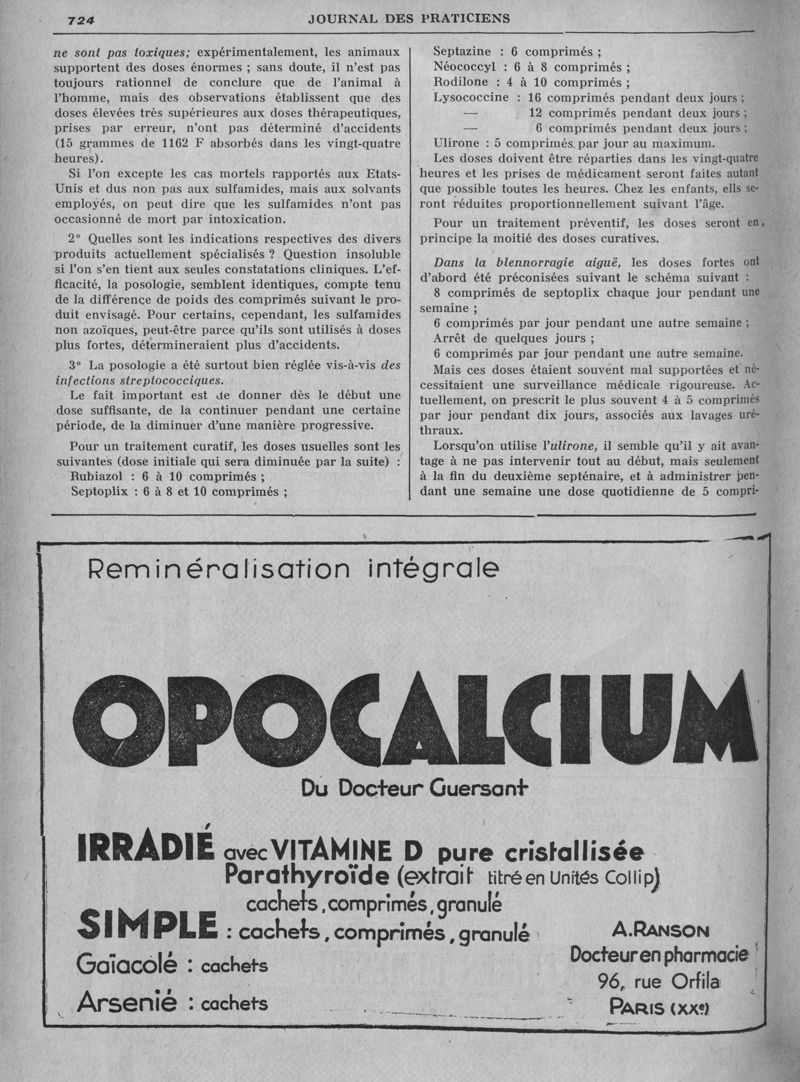 724
JOURNAL DES PRATICIENS
ne sont pas toxiques; expérimentalement, les animaux
supportent des doses énormes ; sans doute, il n'est pas
toujours rationnel de conclure que de l'animal à
l'homme, mais des observations établissent que des
doses élevées très supérieures aux doses thérapeutiques,
prises par erreur, n'ont pas déterminé d'accidents
(15 grammes de 1162 F absorbés dans les vingt-quatre
heures).
Si l'on excepte les cas mortels rapportés aux Etats-
Unis et dus non pas aux sulfamides, mais aux solvants
employés, on peut dire que les sulfamides n'ont pas
occasionné de mort par intoxication.
2° Quelles sont les indications respectives des divers
produits actuellement spécialisés ? Question insoluble
si l'on s'en tient aux seules constatations cliniques. L'ef-
ficacité, la posologie, semblent identiques, compte tenu
de la différence de poids des comprimés suivant le pro-
duit envisagé. Pour certains, cependant, les sulfamides
non azoïques, peut-être parce qu'ils sont utilisés à doses
plus fortes, détermineraient plus d'accidents.
3° La posologie a été surtout bien réglée vis-à-vis des
infections streptococciques.
Le fait important est de donner dès le début une
dose suffisante, de la continuer pendant une certaine
période, de la diminuer d'une manière progressive.
Pour un traitement curatif, les doses usuelles sont les
suivantes (dose initiale qui sera diminuée par la suite) :
Rubiazol : 6 à 10 comprimés ;
Septoplix : 6 à 8 et 10 comprimés ;
Septazine : 6 comprimés ;
Néococcyl : 6 à 8 comprimés ;
Rodilone : 4 à 10 comprimés ;
Lysococcine : 16 comprimés pendant deux jours ;
— 12 comprimés pendant deux jours ;
— 6 comprimés pendant deux jours ;
Ulirone : 5 comprimés par jour au maximum.
Les doses doivent être réparties dans les vingt-quatre
heures et les prises de médicament seront faites autant
que possible toutes les heures. Chez les enfants, ells se-
ront réduites proportionnellement suivant l'âge.
Pour un traitement préventif, les doses seront en
principe la moitié des doses curatives.
Dans la blennorragie aiguë, les doses fortes ont
d'abord été préconisées suivant le schéma suivant :
8 comprimés de septoplix chaque jour pendant une
semaine ;
6 comprimés par jour pendant une autre semaine ;
Arrêt de quelques jours ;
6 comprimés par jour pendant une autre semaine.
Mais ces doses étaient souvent mal supportées et né-
cessitaient une surveillance médicale rigoureuse. Ac-
tuellement, on prescrit le plus souvent 4 à 5 comprimés
par jour pendant dix jours, associés aux lavages uré-
thraux.
Lorsqu'on utilise l'ulirone, il semble qu'il y ait avan-
tage à ne pas intervenir tout au début, mais seulement
à la fin du deuxième septénaire, et à administrer pen-
dant une semaine une dose quotidienne de 5 compri-
Reminéralisation intégrale
OPOCALCIUM
Du Docteur Guersant
IRRADIÉ avec VITAMINE D pure cristallisée
Parathyroïde (extrait titré en Unités Collip)
cachets, comprimés, granulé
SIMPLE : cachets, comprimés, granulé
Gaïacolé : cachets
Arsenié : cachets
A. RANSON
Docteur en pharmacie
96, rue Orfila
PARIS (XXe)